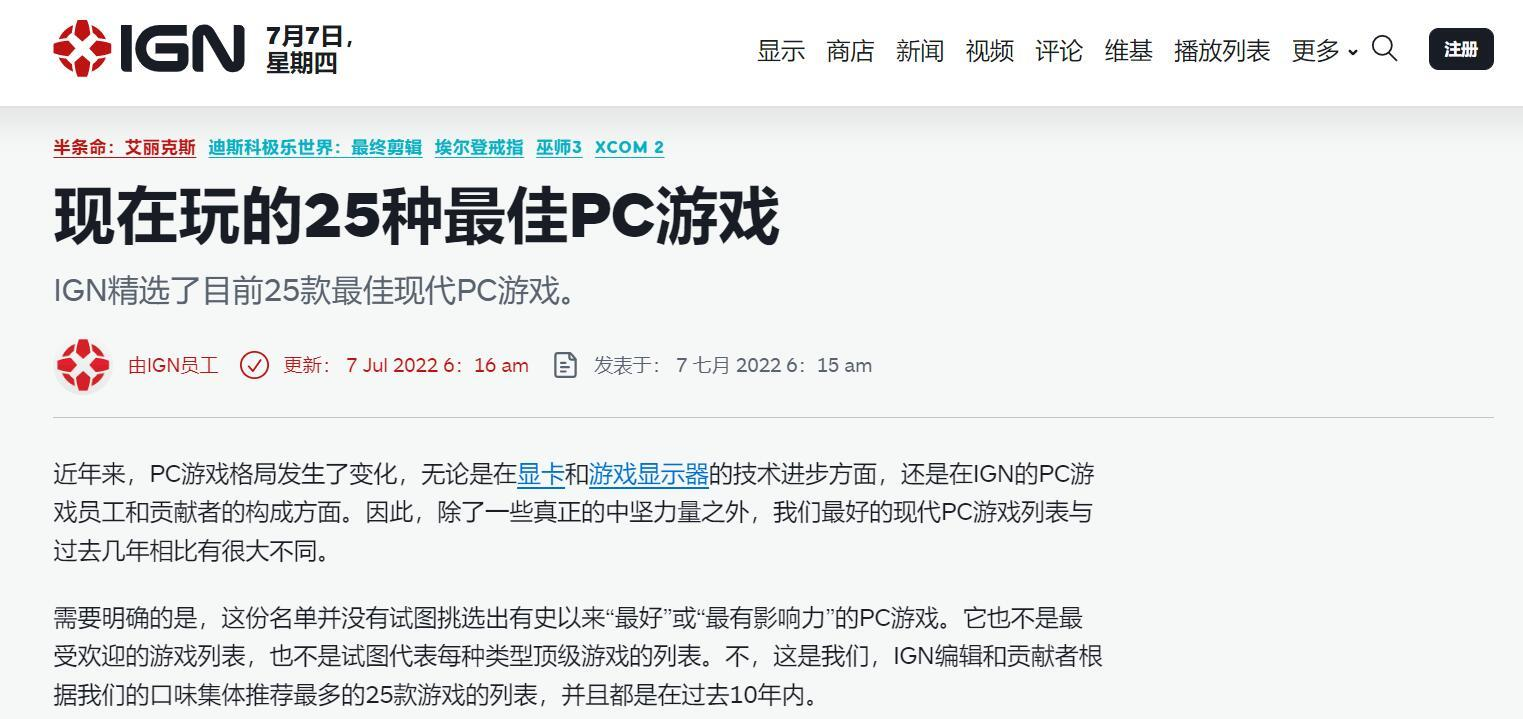 IGN
7月7日，
星期四
显示 商店 新闻 视频 评论 维基 播放列表 更多 注册
半条命：艾丽克斯 迪斯科极乐世界：最终剪辑 埃尔登戒指 巫师3 XCOM 2
现在玩的25种最佳PC游戏
IGN精选了目前25款最佳现代PC游戏。
由IGN员工 更新： 7 Jul 2022 6：16 am 发表于： 7 七月 2022 6：15 am
近年来，PC游戏格局发生了变化，无论是在显卡和游戏显示器的技术进步方面，还是在IGN的PC游
戏员工和贡献者的构成方面。因此，除了一些真正的中坚力量之外，我们最好的现代PC游戏列表与
过去几年相比有很大不同。
需要明确的是，这份名单并没有试图挑选出有史以来“最好”或“最有影响力”的PC游戏。它也不是最
受欢迎的游戏列表，也不是试图代表每种类型顶级游戏的列表。不，这是我们，IGN编辑和贡献者根
据我们的口味集体推荐最多的25款游戏的列表，并且都是在过去10年内。